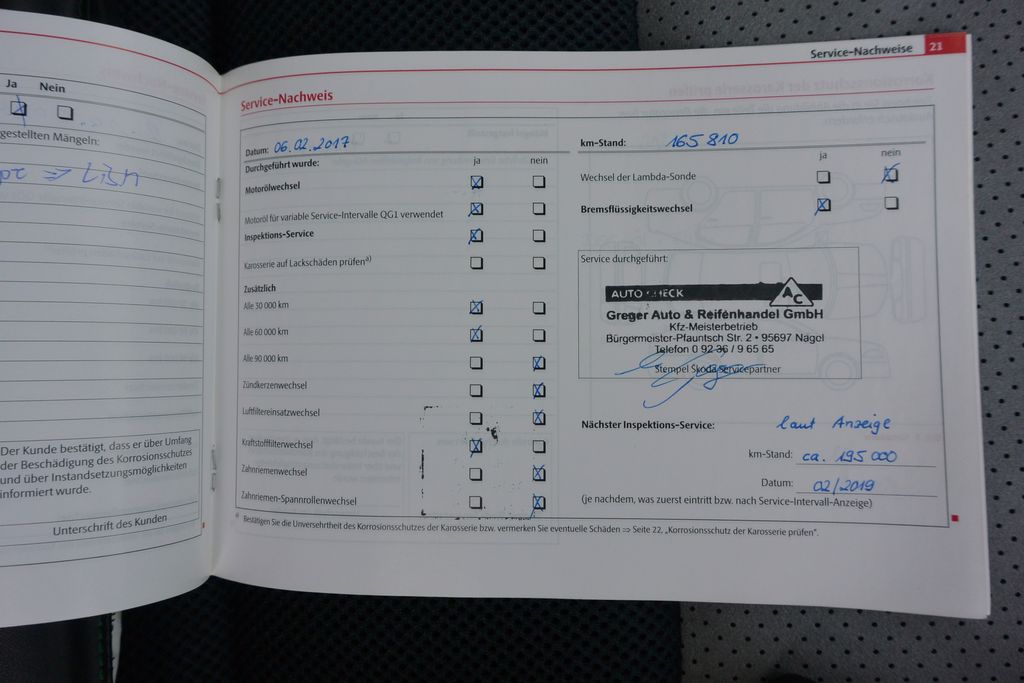 Ja Nein
gestellten Mängeln:
Der Kunde bestätigt, dass er über Umfang
der Beschädigung des Korrosionsschutzes
und über Instandsetzungsmöglichkeiten
informiert wurde.
Unterschrift des Kunden
Service-Nachweise 21
Service-Nachweis
Datum: 06.02.2017
Durchgeführt wurde: ja nein
Motorölwechsel
Motoröl für variable Service-Intervalle QG1 verwendet
Inspektions-Service
Karosserie auf Lackschäden prüfen a)
Zusätzlich
Alle 30 000 km
Alle 60 000 km
Alle 90 000 km
Zündkerzenwechsel
Luftfiltereinsatzwechsel
Kraftstofffilterwechsel
Zahnriemenwechsel
Zahnriemen-Spannrollenwechsel
km-Stand: 165 810
ja nein
Wechsel der Lambda-Sonde
Bremsflüssigkeitswechsel
Service durchgeführt:
AUTO CHECK AC
Greger Auto & Reifenhandel GmbH
Kfz-Meisterbetrieb
Bürgermeister-Pfauntsch Str. 2 • 95697 Nagel
Telefon 0 92 36 / 9 65 65
Stempel Skoda Servicepartner
Nächster Inspektions-Service: laut Anzeige
km-Stand: ca. 195 000
Datum: 02/2019
(je nachdem, was zuerst eintritt bzw. nach Service-Intervall-Anzeige)
a) Bestätigen Sie die Unversehrtheit des Korrosionsschutzes der Karosserie bzw. vermerken Sie eventuelle Schäden ⇒ Seite 22, „Korrosionsschutz der Karosserie prüfen“.